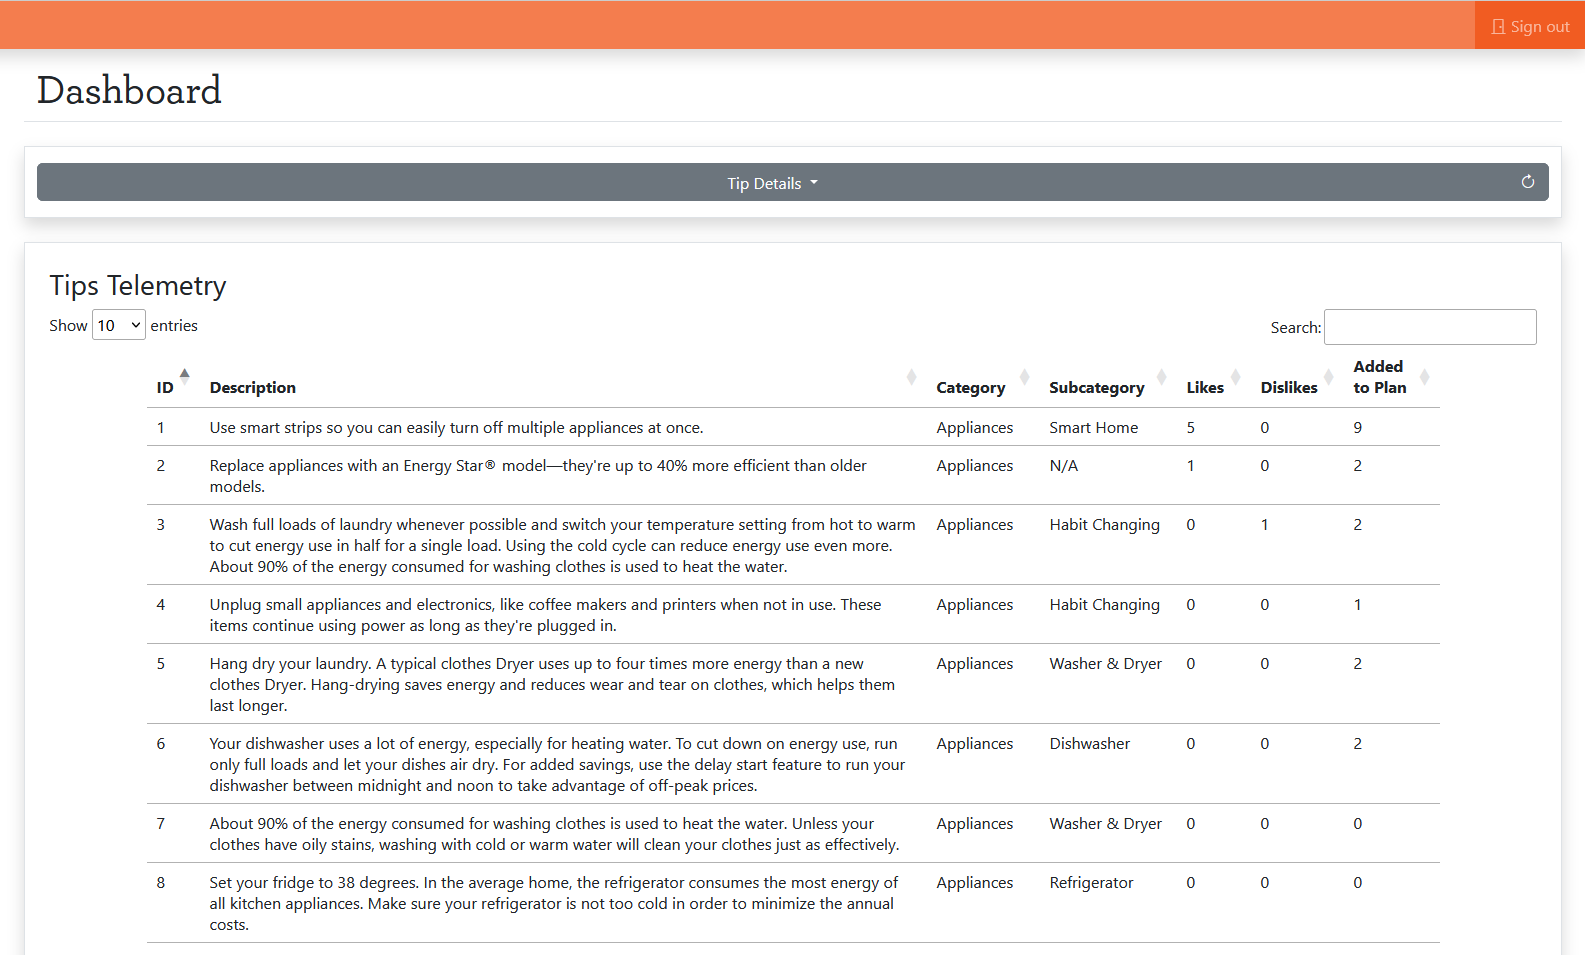 Sign out
Dashboard
Tip Details
Tips Telemetry
Show 10 entries
Search:
ID Description Category Subcategory Likes Dislikes Added to Plan
1 Use smart strips so you can easily turn off multiple appliances at once. Appliances Smart Home 5 0 9
2 Replace appliances with an Energy Star® model—they're up to 40% more efficient than older Appliances N/A 1 0 2
models.
3 Wash full loads of laundry whenever possible and switch your temperature setting from hot to warm Appliances Habit Changing 0 1 2
to cut energy use in half for a single load. Using the cold cycle can reduce energy use even more.
About 90% of the energy consumed for washing clothes is used to heat the water.
4 Unplug small appliances and electronics, like coffee makers and printers when not in use. These Appliances Habit Changing 0 0 1
items continue using power as long as they're plugged in.
5 Hang dry your laundry. A typical clothes Dryer uses up to four times more energy than a new Appliances Washer & Dryer 0 0 2
clothes Dryer. Hang-drying saves energy and reduces wear and tear on clothes, which helps them
last longer.
6 Your dishwasher uses a lot of energy, especially for heating water. To cut down on energy use, run Appliances Dishwasher 0 0 2
only full loads and let your dishes air dry. For added savings, use the delay start feature to run your
dishwasher between midnight and noon to take advantage of off-peak prices.
7 About 90% of the energy consumed for washing clothes is used to heat the water. Unless your Appliances Washer & Dryer 0 0 0
clothes have oily stains, washing with cold or warm water will clean your clothes just as effectively.
8 Set your fridge to 38 degrees. In the average home, the refrigerator consumes the most energy of Appliances Refrigerator 0 0 0
all kitchen appliances. Make sure your refrigerator is not too cold in order to minimize the annual
costs.